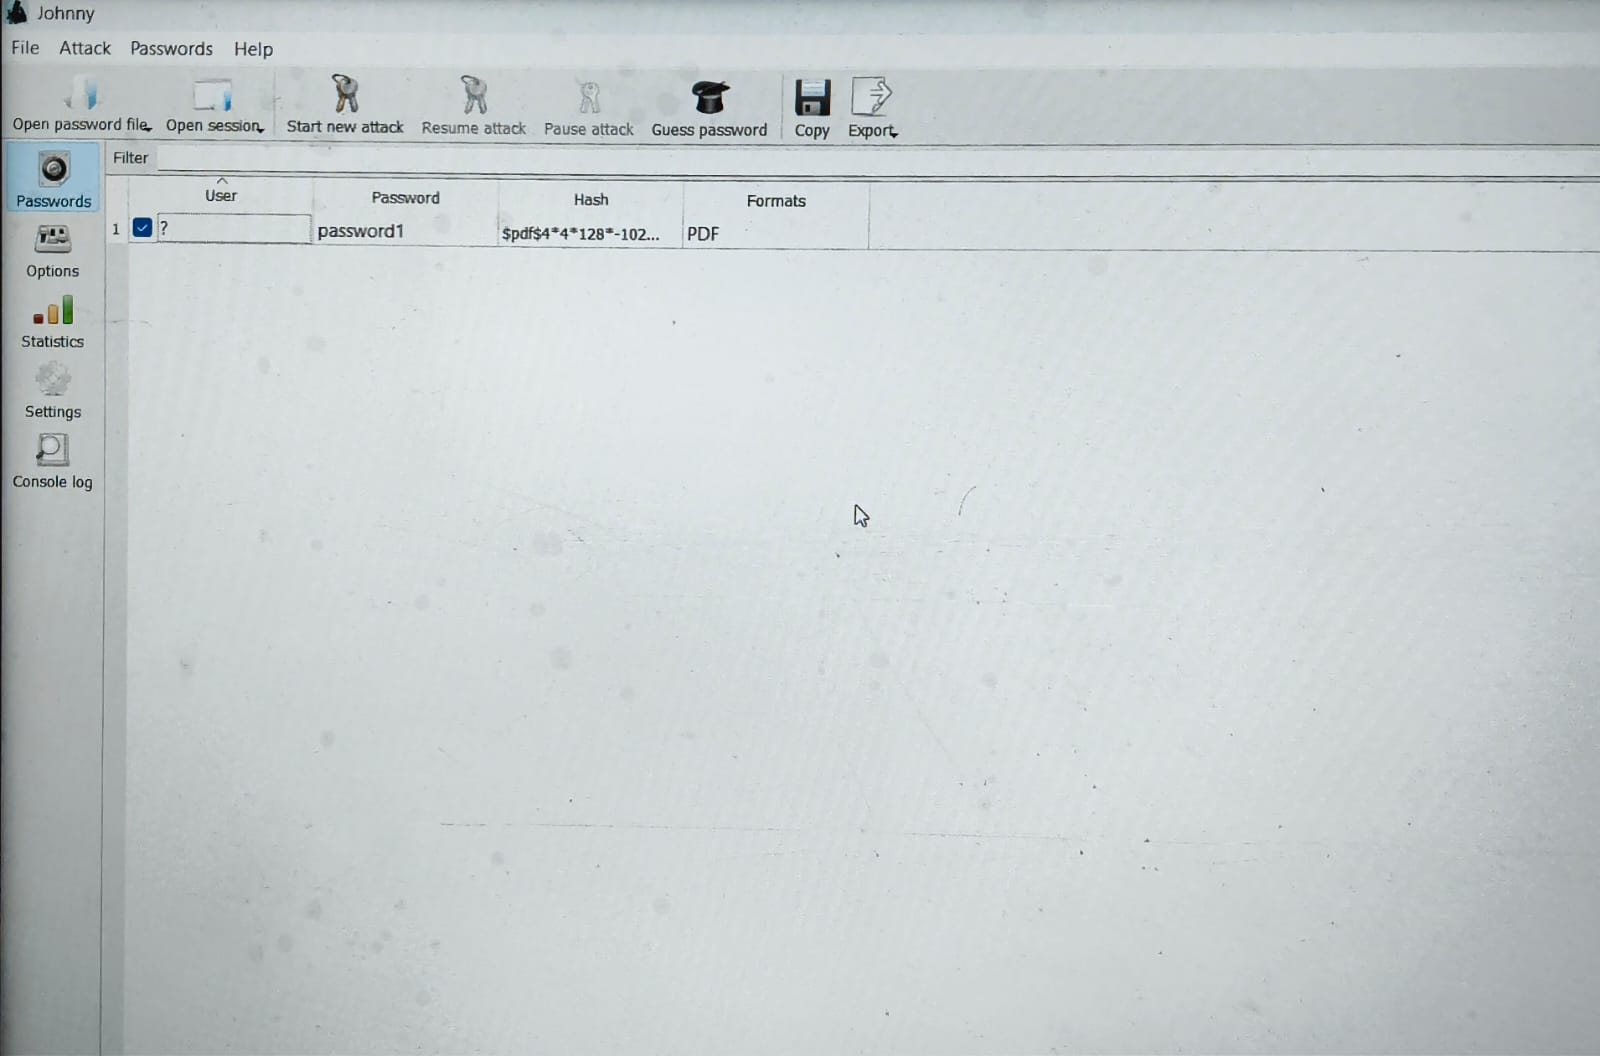 Johnny
File Attack Passwords Help
Open password file Open session Start new attack Resume attack Pause attack Guess password Copy Export
Passwords
Options
Statistics
Settings
Console log
Filter
User Password Hash Formats
1 ? password1 $pdf$4*4*128*-102... PDF